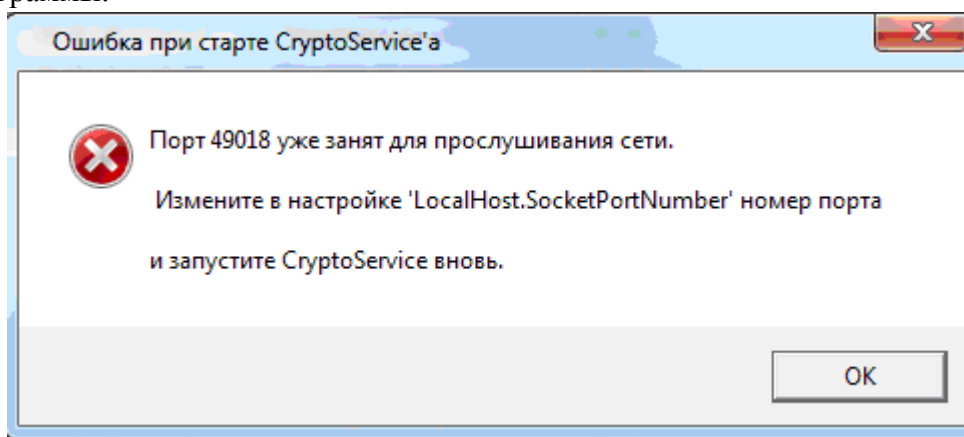 Ошибка при старте CryptoService'а
Порт 49018 уже занят для прослушивания сети.
Измените в настройке 'LocalHost.SocketPortNumber' номер порта
и запустите CryptoService вновь.
OK